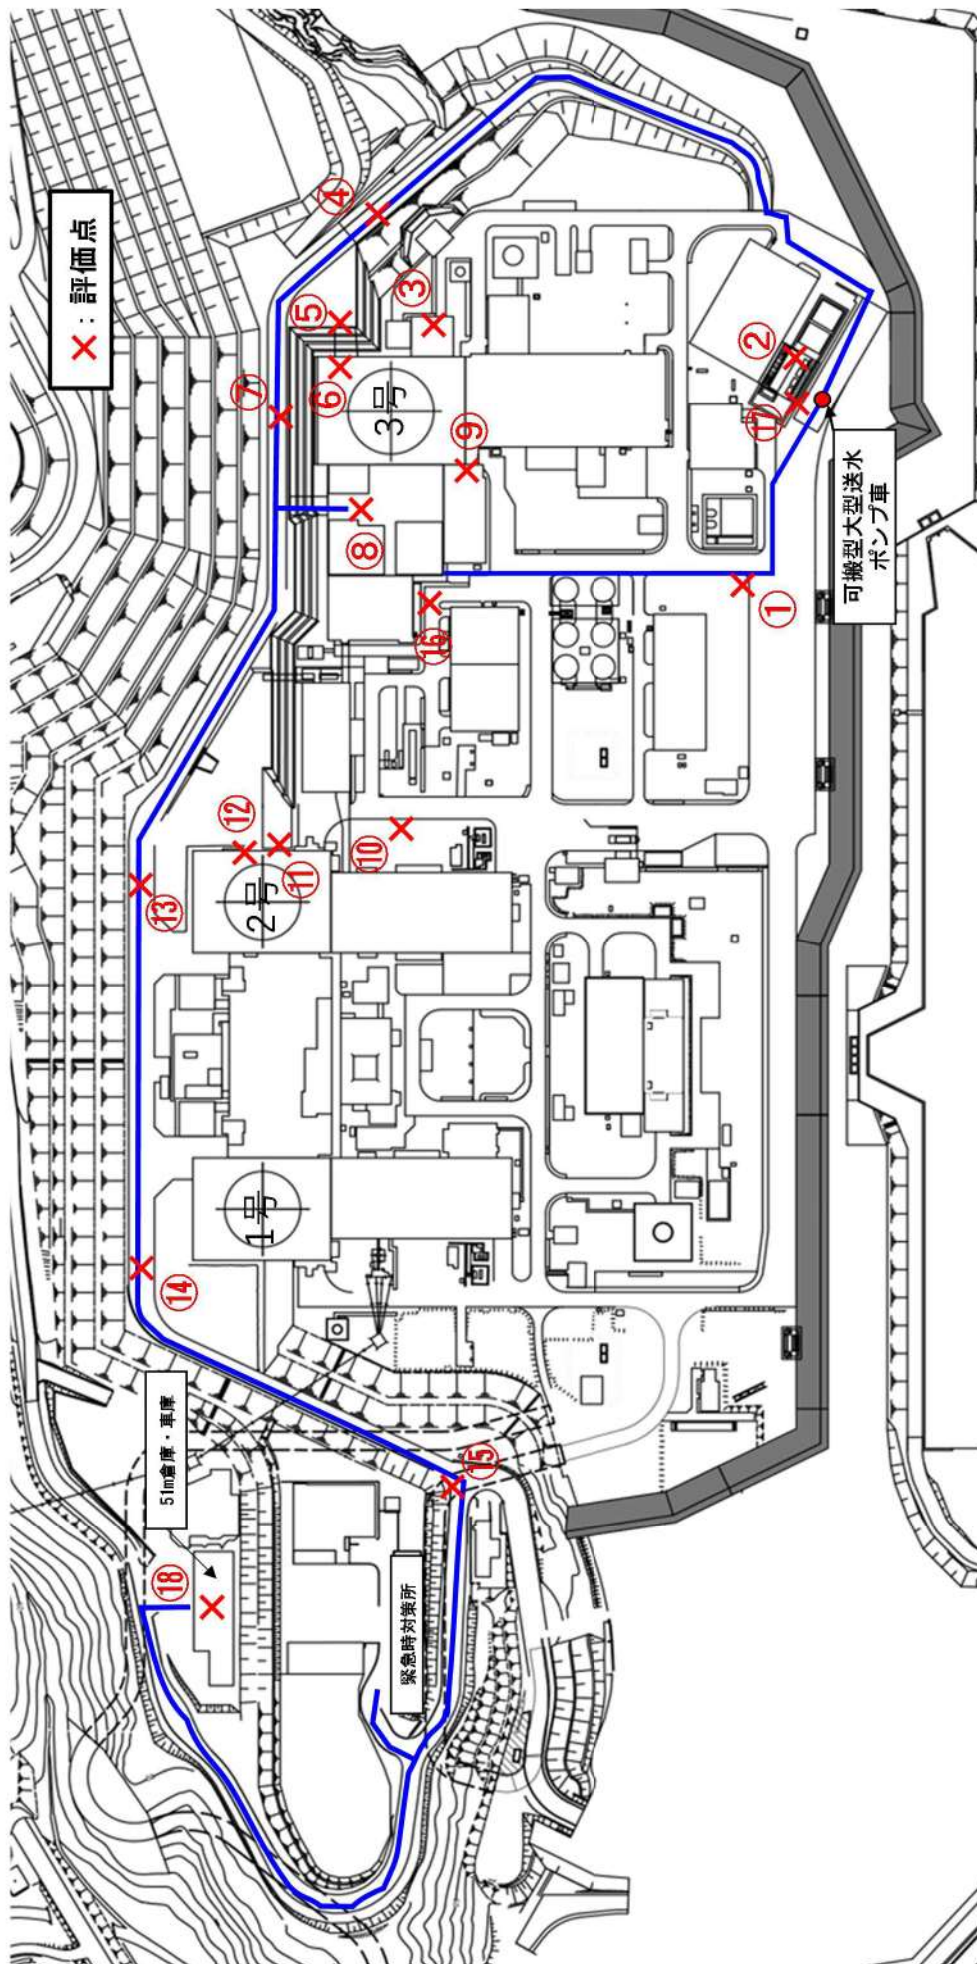 ×：評価点
④
③
⑤
⑥
⑦
3号
⑨
⑧
②
⑰
可搬型大型送水
ポンプ車
①
⑯
⑫
⑪
⑩
2号
⑬
1号
⑭
51m倉庫・車庫
⑮
⑱
緊急時対策所